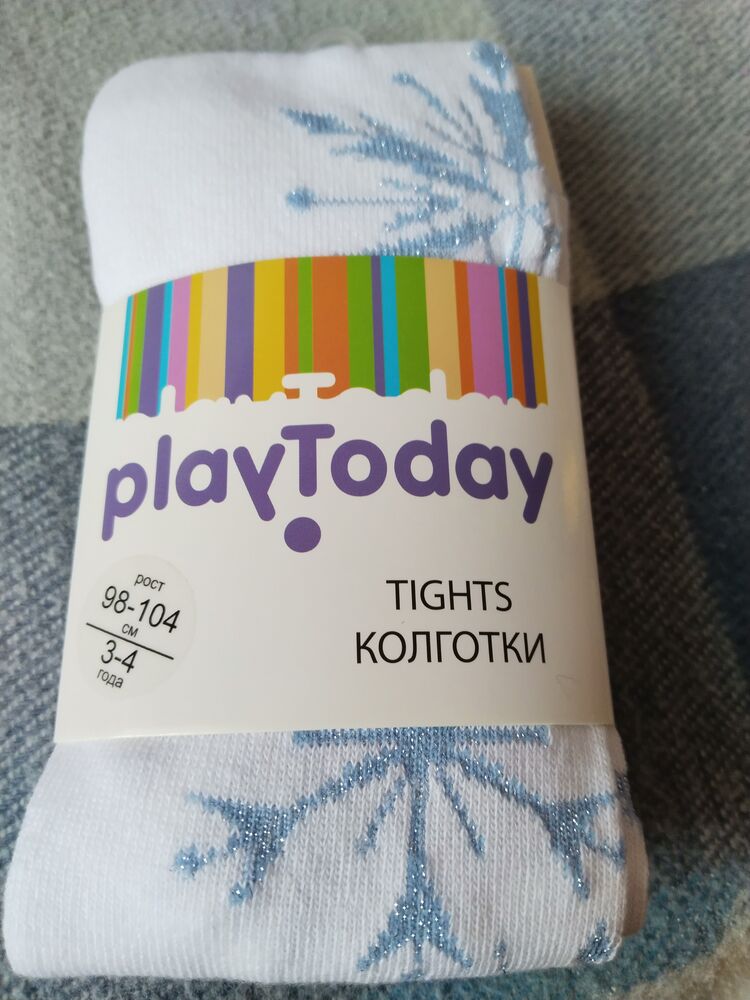 playToday
рост
98-104
см
3-4
года
TIGHTS
КОЛГОТКИ